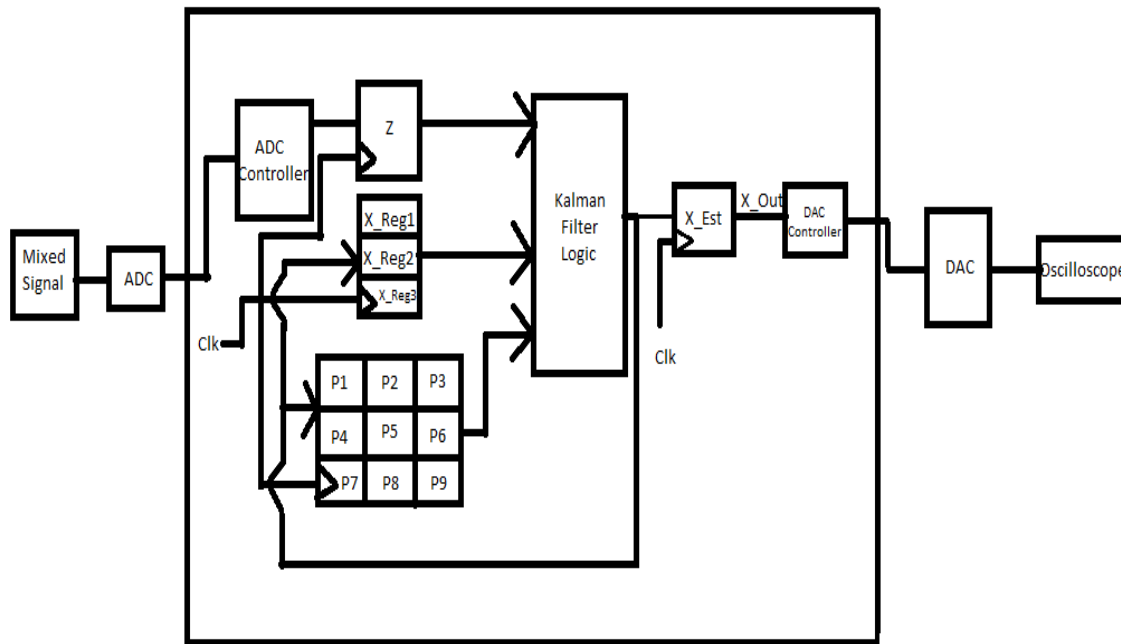 Mixed
Signal
ADC
ADC
Controller
Z
X_Reg1
X_Reg2
X_Reg3
Clk
P1 P2 P3
P4 P5 P6
P7 P8 P9
Kalman
Filter
Logic
X_Est
Clk
X_Out
DAC
Controller
DAC
Oscilloscope